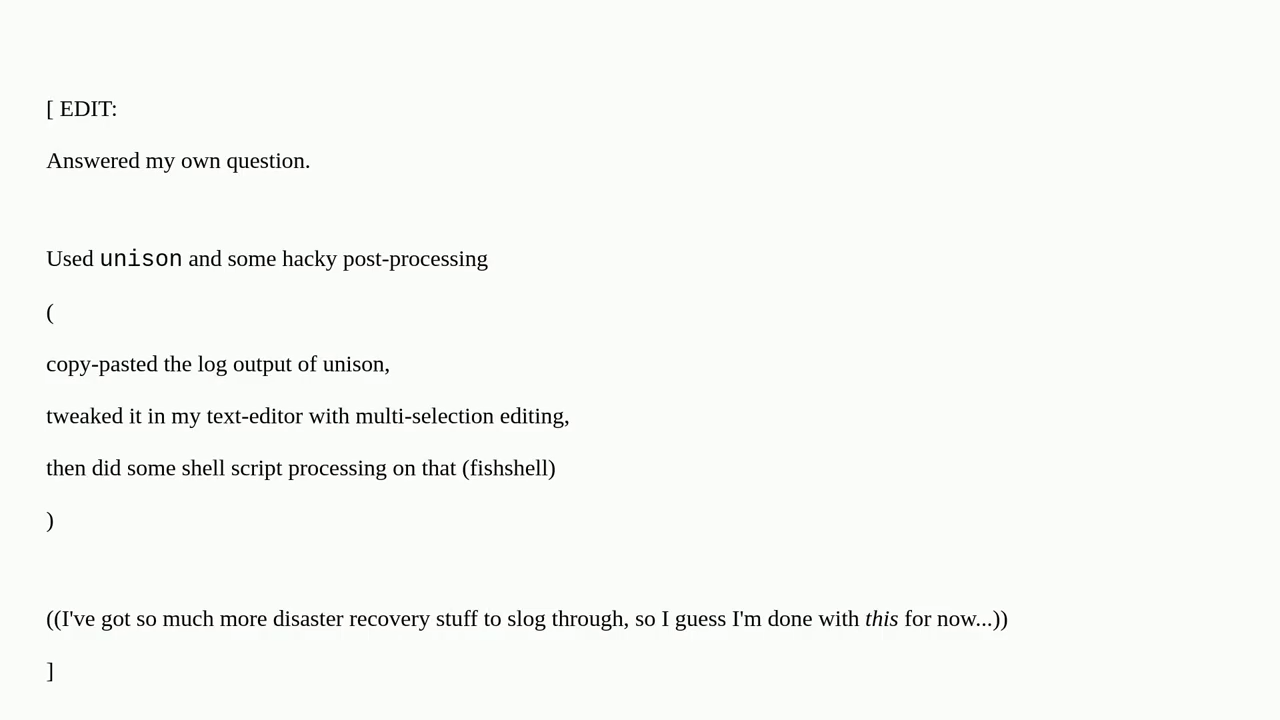 [ EDIT:
Answered my own question.
Used unison and some hacky post-processing
(
copy-pasted the log output of unison,
tweaked it in my text-editor with multi-selection editing,
then did some shell script processing on that (fishshell)
)
((I've got so much more disaster recovery stuff to slog through, so I guess I'm done with this for now...))
]